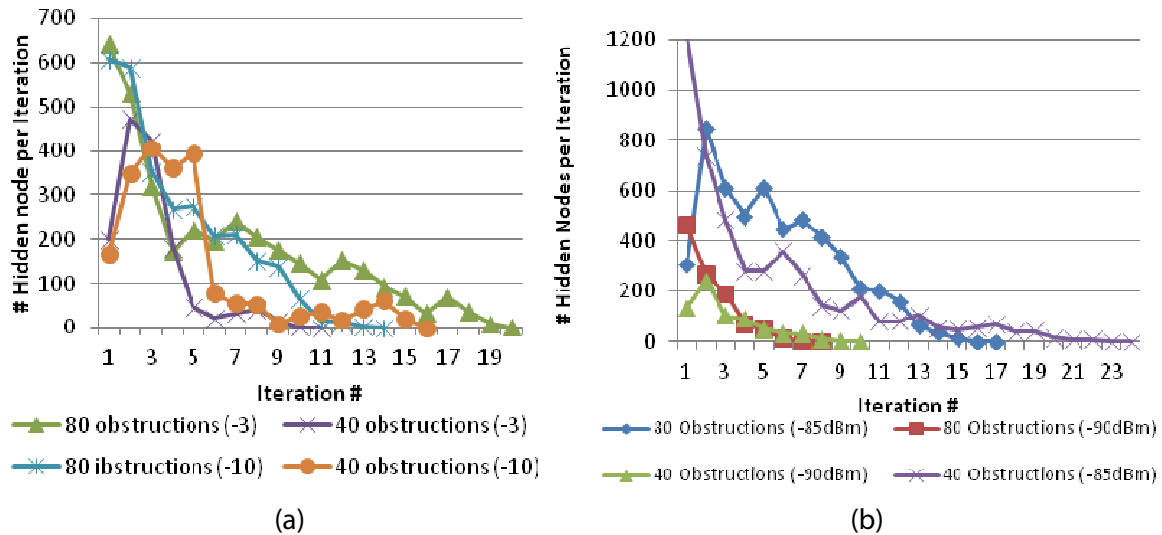 700
600
500
400
300
200
100
0
# Hidden node per Iteration
1 3 5 7 9 11 13 15 17 19
Iteration #
80 obstructions (-3) 40 obstructions (-3)
80 ibstructions (-10) 40 obstructions (-10)
(a)
1200
1000
800
600
400
200
0
# Hidden Nodes per Iteration
1 3 5 7 9 11 13 15 17 19 21 23
Iteration #
80 Obstructions (-85dBm) 80 Obstructions (-90dBm)
40 Obstructions (-90dBm) 40 Obstructions (-85dBm)
(b)